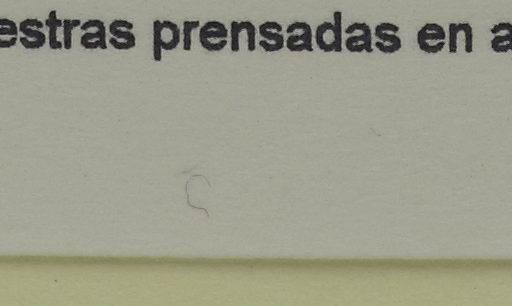 estras prensadas en a